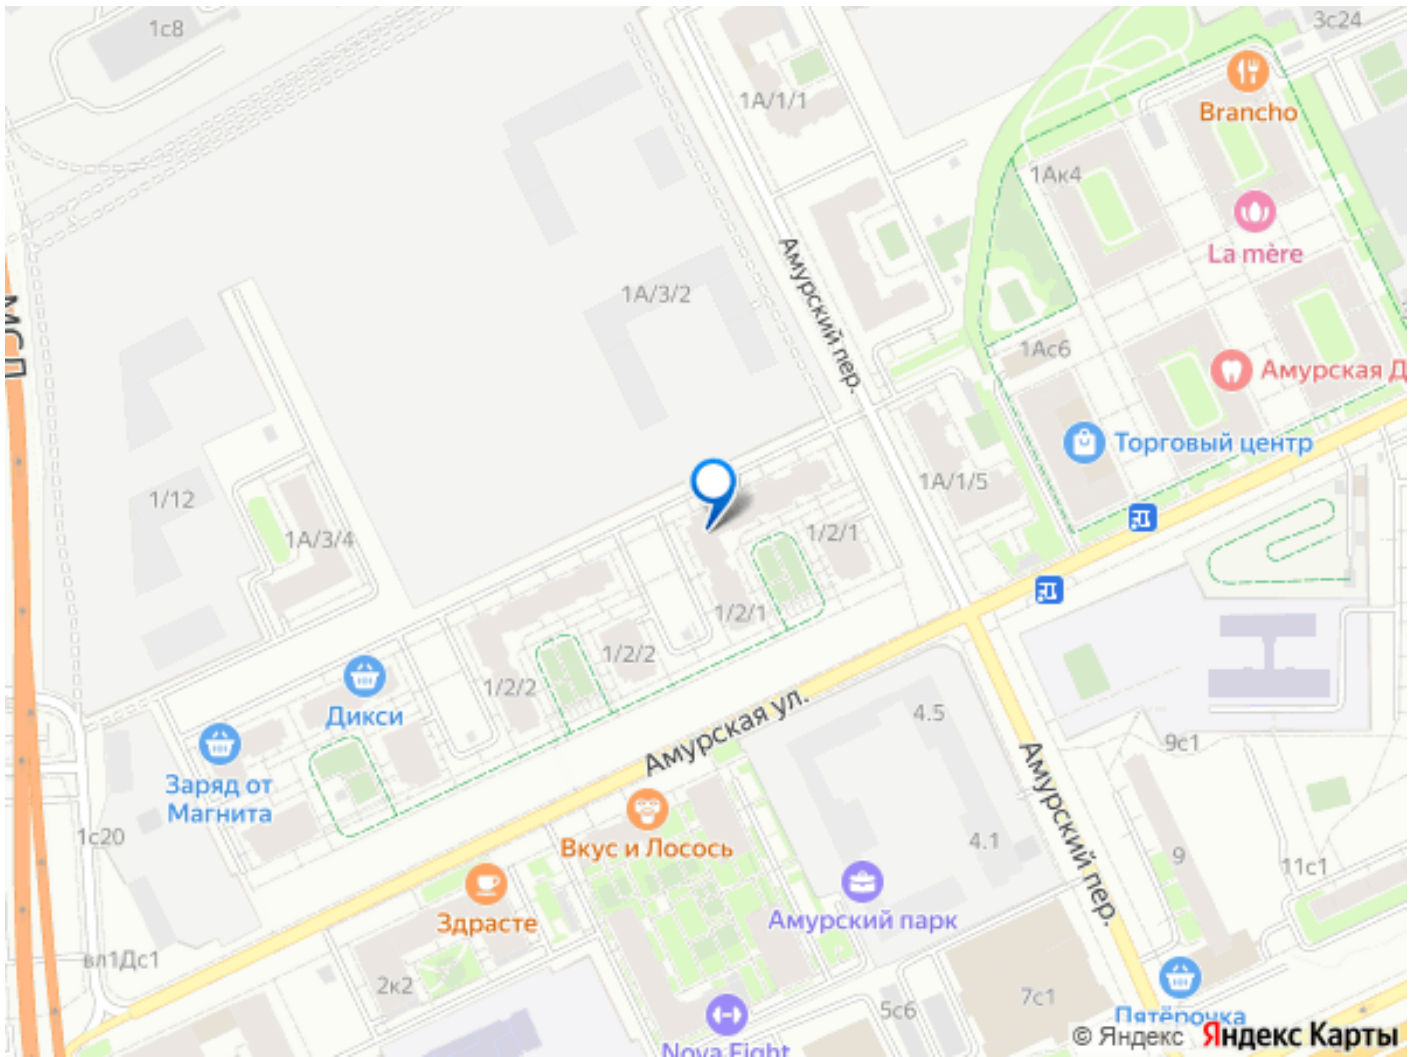 1с8
3с24
Brancho
1А/1/1
1Ак4
La mère
Амурский пер.
1А/3/2
МСД
1Ас6
Амурская Д
Торговый центр
1А/1/5
1/12
1А/3/4
1/2/1
1/2/1
1/2/2
1/2/2
Дикси
Амурская ул.
4.5
9с1
Заряд от
Магнита
Амурский пер.
1с20
Вкус и Лосось
4.1
9
11с1
Здрасте
Амурский парк
вл1Дс1
2к2
5с6
7с1
Пятёрочка
Nova Fight
© Яндекс Яндекс Карты